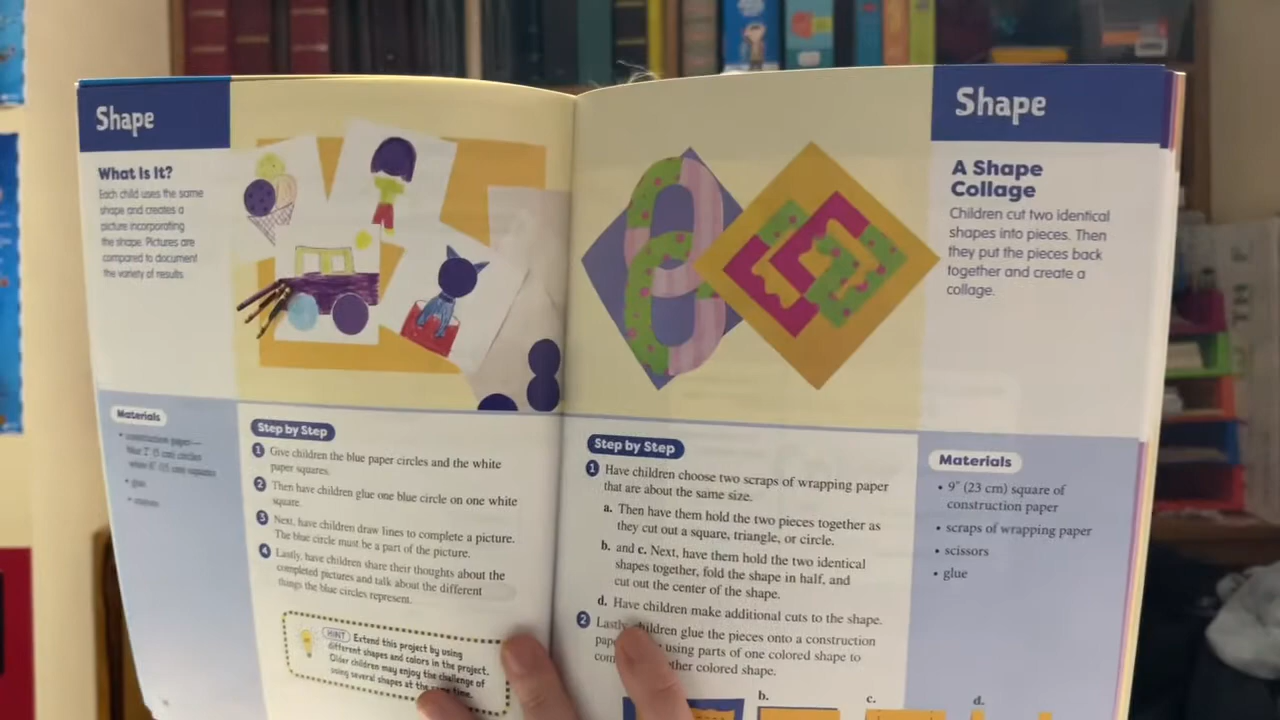 Shape
What Is It?
Each child uses the same
shape and creates a
picture incorporating
the shape. Pictures are
compared to document
the variety of results.
Materials
construction paper—
glue
Step by Step
1 Give children the blue paper circles and the white
paper squares.
2 Then have children glue one blue circle on one white
square.
3 Next, have children draw lines to complete a picture.
The blue circle must be a part of the picture.
4 Lastly, have children share their thoughts about the
completed pictures and talk about the different
things the blue circles represent.
HINT Extend this project by using
different shapes and colors in the project.
Older children may enjoy the challenge of
using several shapes at the same time.
Shape
A Shape
Collage
Children cut two identical
shapes into pieces. Then
they put the pieces back
together and create a
collage.
Step by Step
1 Have children choose two scraps of wrapping paper
that are about the same size.
a. Then have them hold the two pieces together as
they cut out a square, triangle, or circle.
b. and c. Next, have them hold the two identical
shapes together, fold the shape in half, and
cut out the center of the shape.
d. Have children make additional cuts to the shape.
2 Lastly children glue the pieces onto a construction
using parts of one colored shape to
colored shape.
b.
c.
d.
Materials
• 9" (23 cm) square of
construction paper
• scraps of wrapping paper
• scissors
• glue